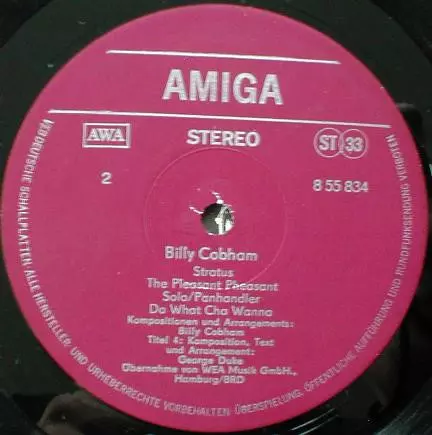 AMIGA
AWA
STEREO
ST 33
2
8 55 834
Billy Cobham
Stratus
The Pleasant Pheasant
Solo/Panhandler
Do What Cha Wanna
Kompositionen und Arrangements:
Billy Cobham
Titel 4: Komposition, Text
und Arrangement:
George Duke
Übernahme von WEA Musik GmbH.,
Hamburg/BRD
VEB DEUTSCHE SCHALLPLATTEN. ALLE HERSTELLER- UND URHEBERRECHTE VORBEHALTEN. ÜBERSPIELUNG, ÖFFENTLICHE AUFFÜHRUNG UND RUNDFUNKSENDUNG VERBOTEN